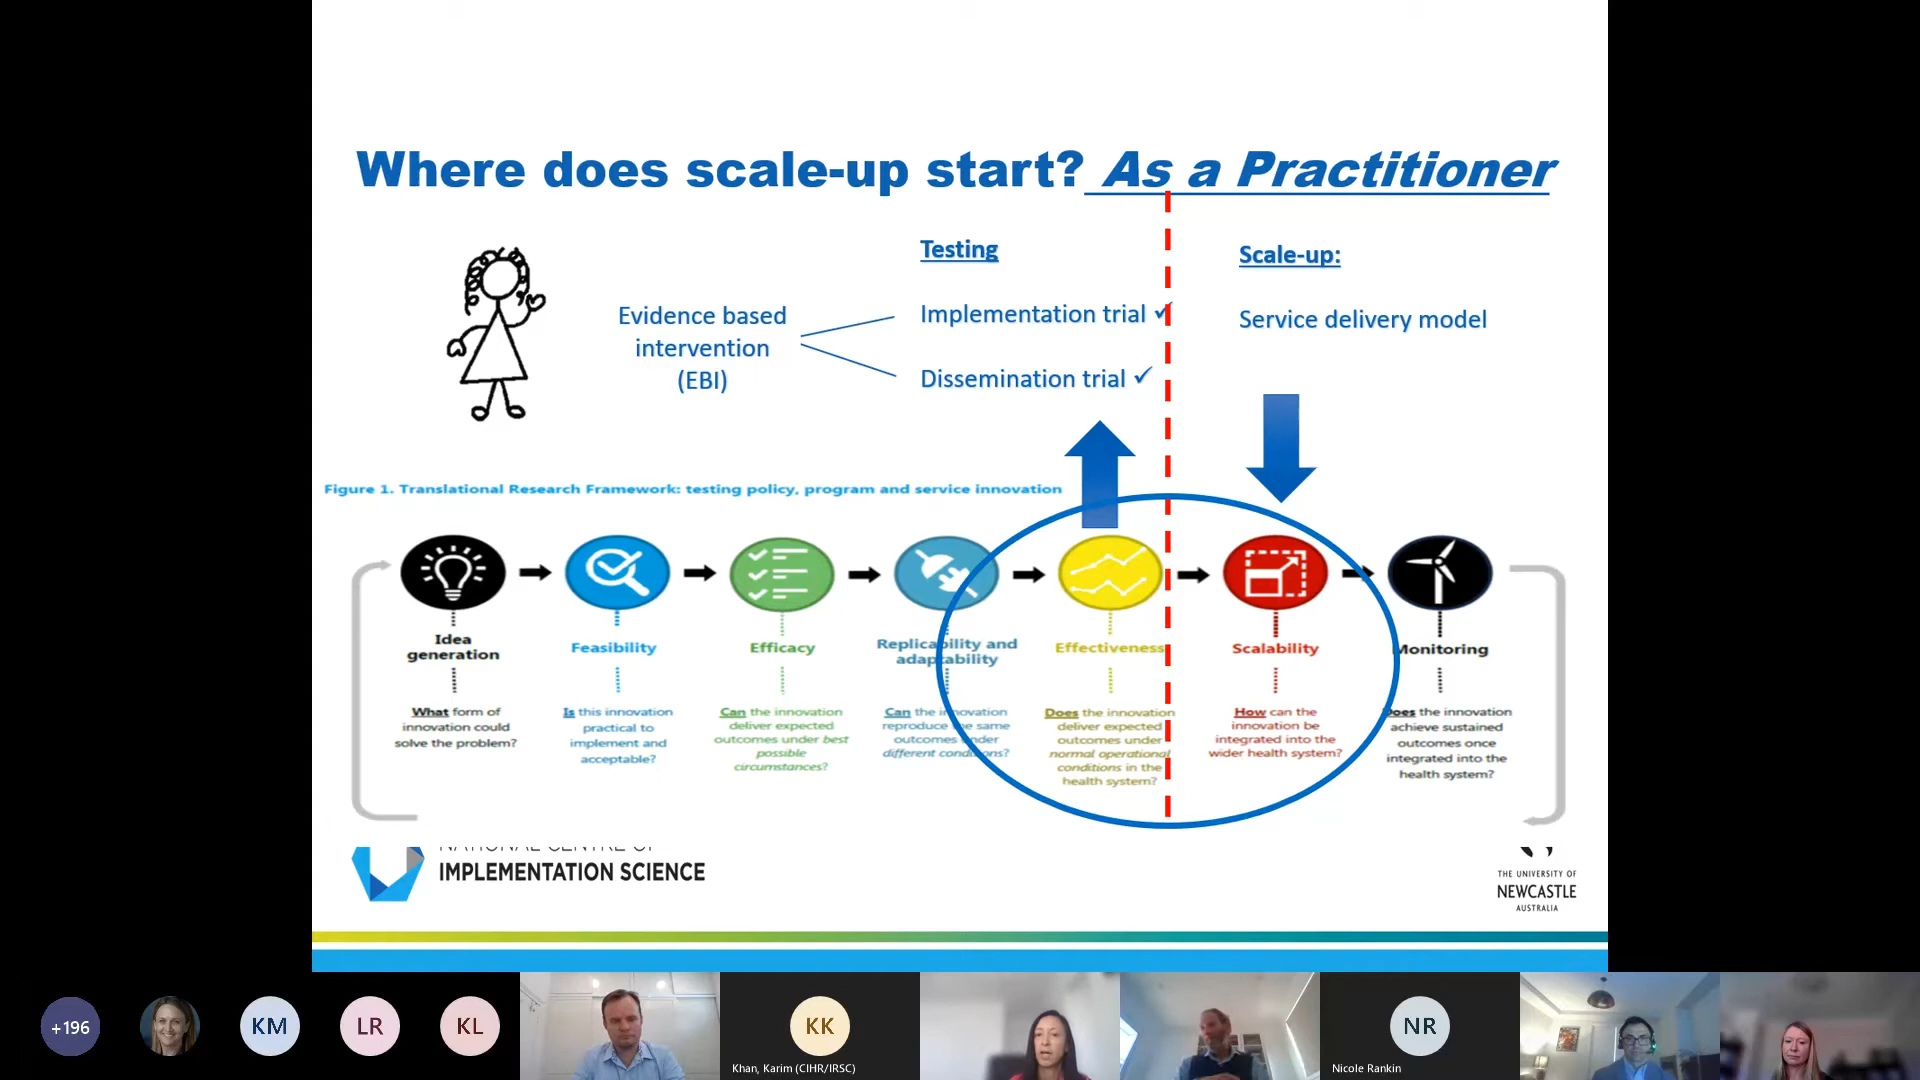 Where does scale-up start? As a Practitioner
Testing
Scale-up:
Evidence based
intervention
(EBI)
Implementation trial ✓
Dissemination trial ✓
Service delivery model
Figure 1. Translational Research Framework: testing policy, program and service innovation
Idea
generation
Feasibility
Efficacy
Replicability and
adaptability
Effectiveness
Scalability
Monitoring
What form of
innovation could
solve the problem?
Is this innovation
practical to
implement and
acceptable?
Can the innovation
deliver expected
outcomes under best
possible
circumstances?
Can the innovation
reproduce the same
outcomes under
different conditions?
Does the innovation
deliver expected
outcomes under
normal operational
conditions in the
health system?
How can the
innovation be
integrated into the
wider health system?
Does the innovation
achieve sustained
outcomes once
integrated into the
health system?
NATIONAL CENTRE OF
IMPLEMENTATION SCIENCE
THE UNIVERSITY OF
NEWCASTLE
AUSTRALIA
+196
KM
LR
KL
KK
Khan, Karim (CIHR/IRSC)
NR
Nicole Rankin